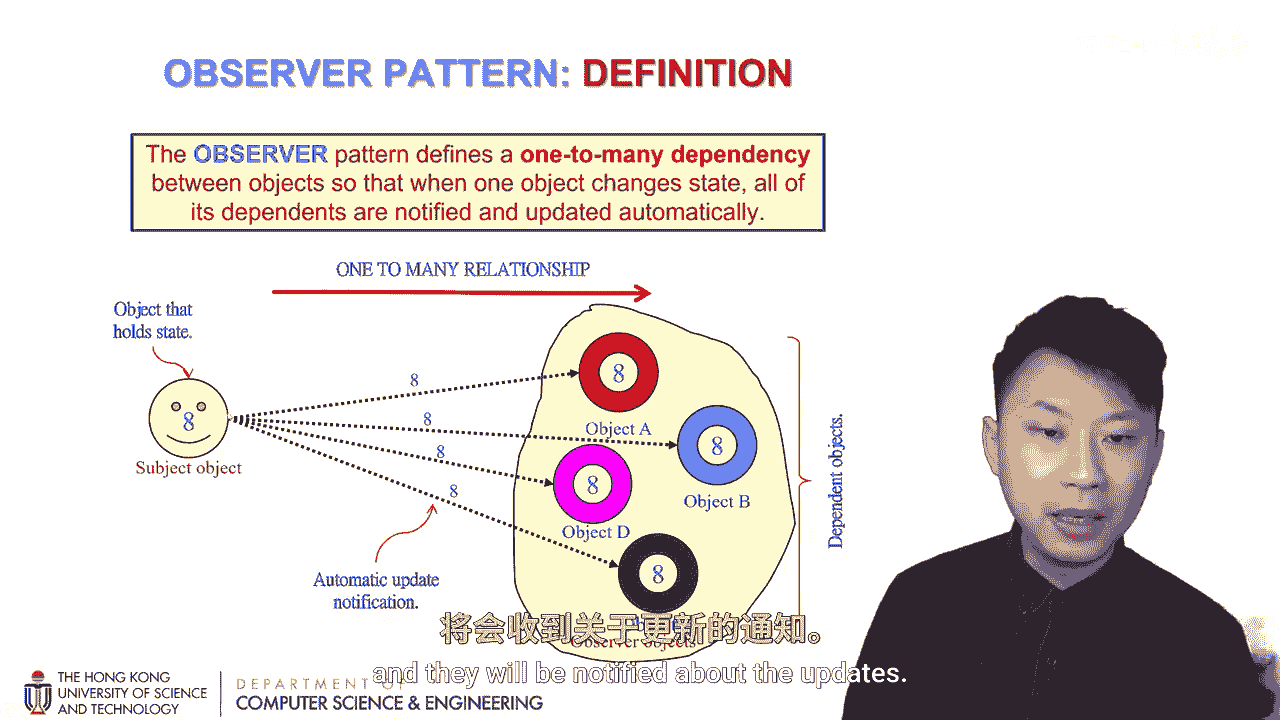 OBSERVER PATTERN: DEFINITION
The OBSERVER pattern defines a one-to-many dependency
between objects so that when one object changes state, all of
its dependents are notified and updated automatically.
ONE TO MANY RELATIONSHIP
Object that
holds state.
8
Subject object
8
8
8
8
8
Object A
8
Object B
8
Object D
8
Dependent objects.
Automatic update
notification.
Observer objects
将会收到关于更新的通知。
and they will be notified about the updates.
THE HONG KONG
UNIVERSITY OF SCIENCE
AND TECHNOLOGY
DEPARTMENT OF
COMPUTER SCIENCE & ENGINEERING